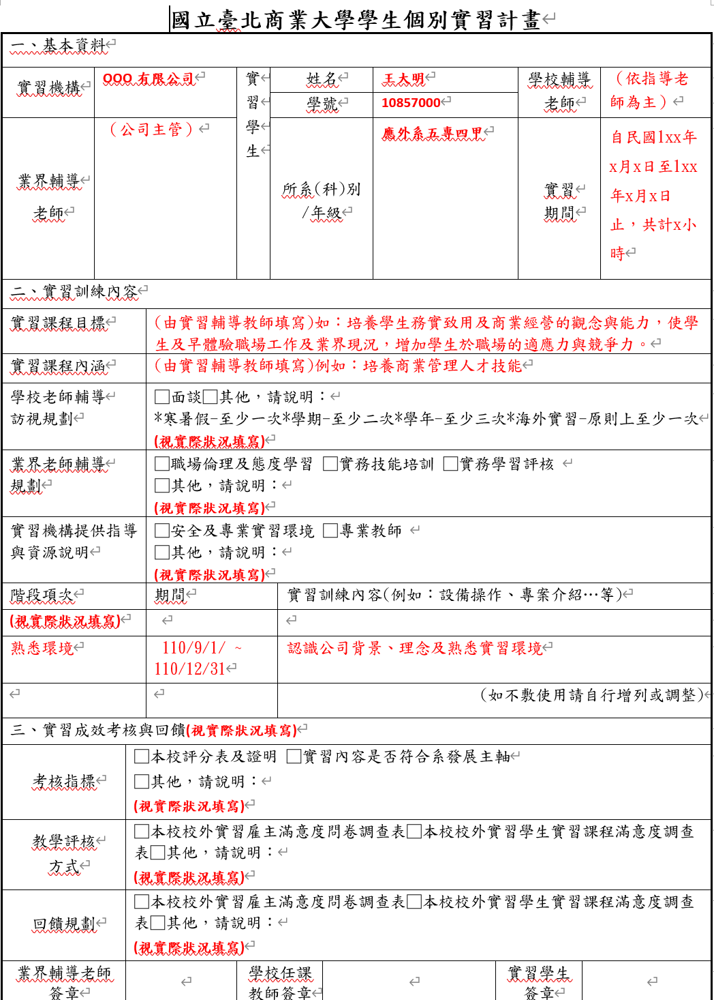 國立臺北商業大學學生個別實習計畫
一、基本資料
實習機構
OOO 有限公司
實
習
學
生
姓名
王大明
學校輔導
老師
（依指導老
師為主）
學號
10857000
業界輔導
老師
（公司主管）
所系(科)別
/年級
應外系五專四甲
實習
期間
自民國1xx年
x月x日至1xx
年x月x日
止，共計x小
時
二、實習訓練內容
實習課程目標
(由實習輔導教師填寫)如：培養學生務實致用及商業經營的觀念與能力，使學
生及早體驗職場工作及業界現況，增加學生於職場的適應力與競爭力。
實習課程內涵
(由實習輔導教師填寫)例如：培養商業管理人才技能
學校老師輔導
訪視規劃
□面談□其他，請說明：
*寒暑假-至少一次*學期-至少二次*學年-至少三次*海外實習-原則上至少一次
(視實際狀況填寫)
業界老師輔導
規劃
□職場倫理及態度學習 □實務技能培訓 □實務學習評核
□其他，請說明：
(視實際狀況填寫)
實習機構提供指導
與資源說明
□安全及專業實習環境 □專業教師
□其他，請說明：
(視實際狀況填寫)
階段項次
期間
實習訓練內容(例如：設備操作、專案介紹…等)
(視實際狀況填寫)
熟悉環境
110/9/1/ ~
110/12/31
認識公司背景、理念及熟悉實習環境
（如不敷使用請自行增列或調整）
三、實習成效考核與回饋(視實際狀況填寫)
考核指標
□本校評分表及證明 □實習內容是否符合系發展主軸
□其他，請說明：
(視實際狀況填寫)
教學評核
方式
□本校校外實習雇主滿意度問卷調查表□本校校外實習學生實習課程滿意度調查
表□其他，請說明：
(視實際狀況填寫)
回饋規劃
□本校校外實習雇主滿意度問卷調查表□本校校外實習學生實習課程滿意度調查
表□其他，請說明：
(視實際狀況填寫)
業界輔導老師
簽章
學校任課
教師簽章
實習學生
簽章